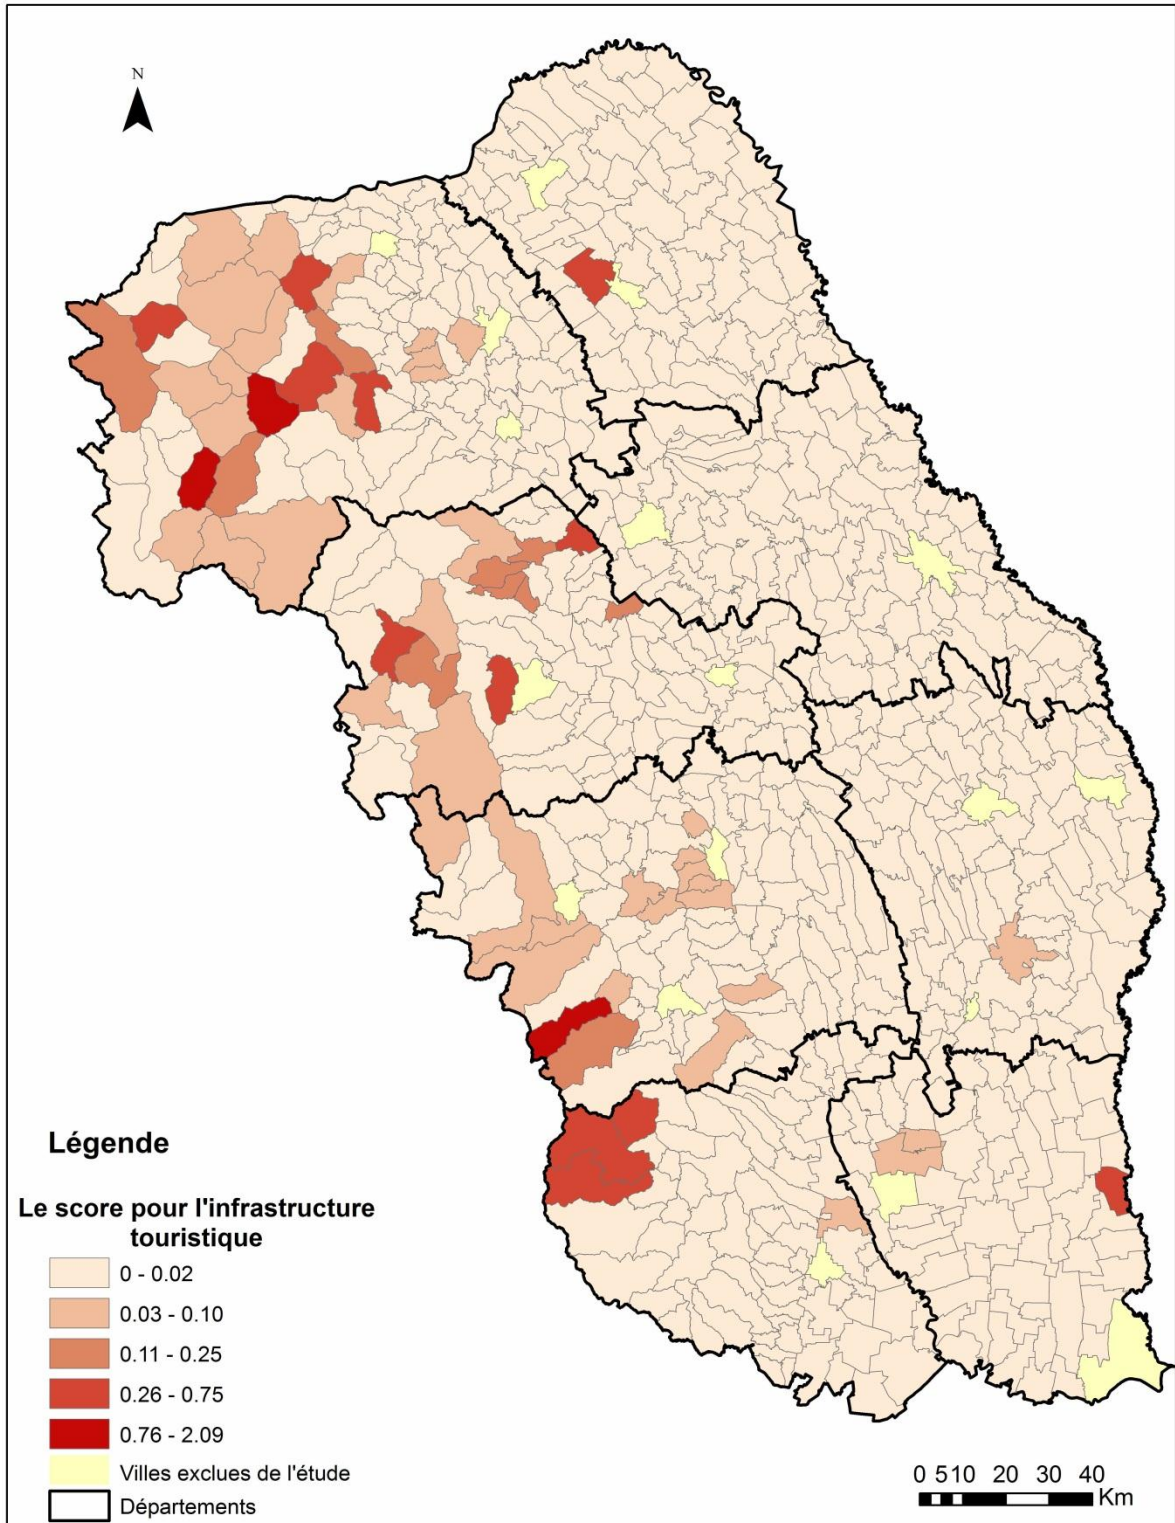 N
Légende
Le score pour l'infrastructure
touristique
0 - 0.02
0.03 - 0.10
0.11 - 0.25
0.26 - 0.75
0.76 - 2.09
Villes exclues de l'étude
Départements
0 510 20 30 40
Km